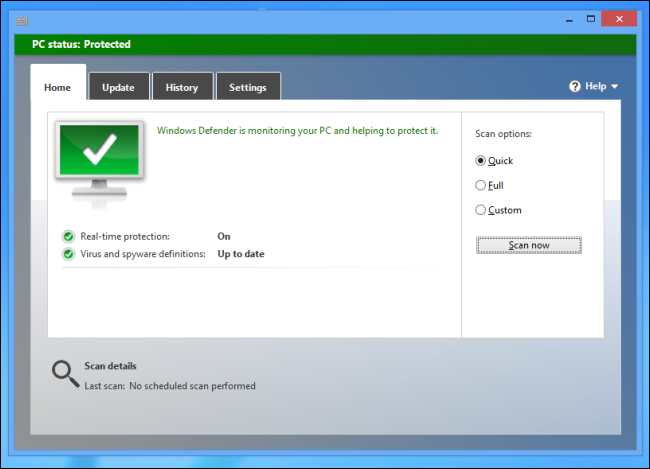 PC status: Protected
Home Update History Settings Help
Windows Defender is monitoring your PC and helping to protect it.
Scan options:
Quick
Full
Custom
Scan now
Real-time protection: On
Virus and spyware definitions: Up to date
Scan details
Last scan: No scheduled scan performed